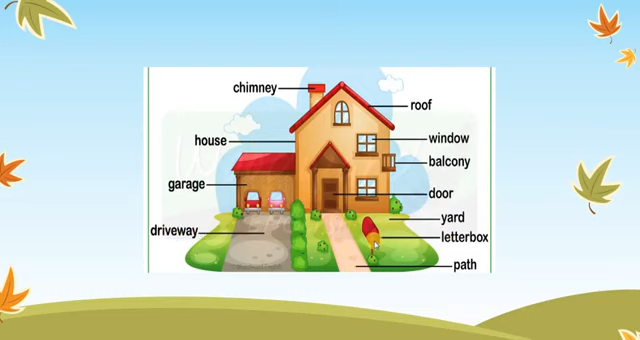 chimney
roof
house
window
balcony
garage
door
yard
driveway
letterbox
path